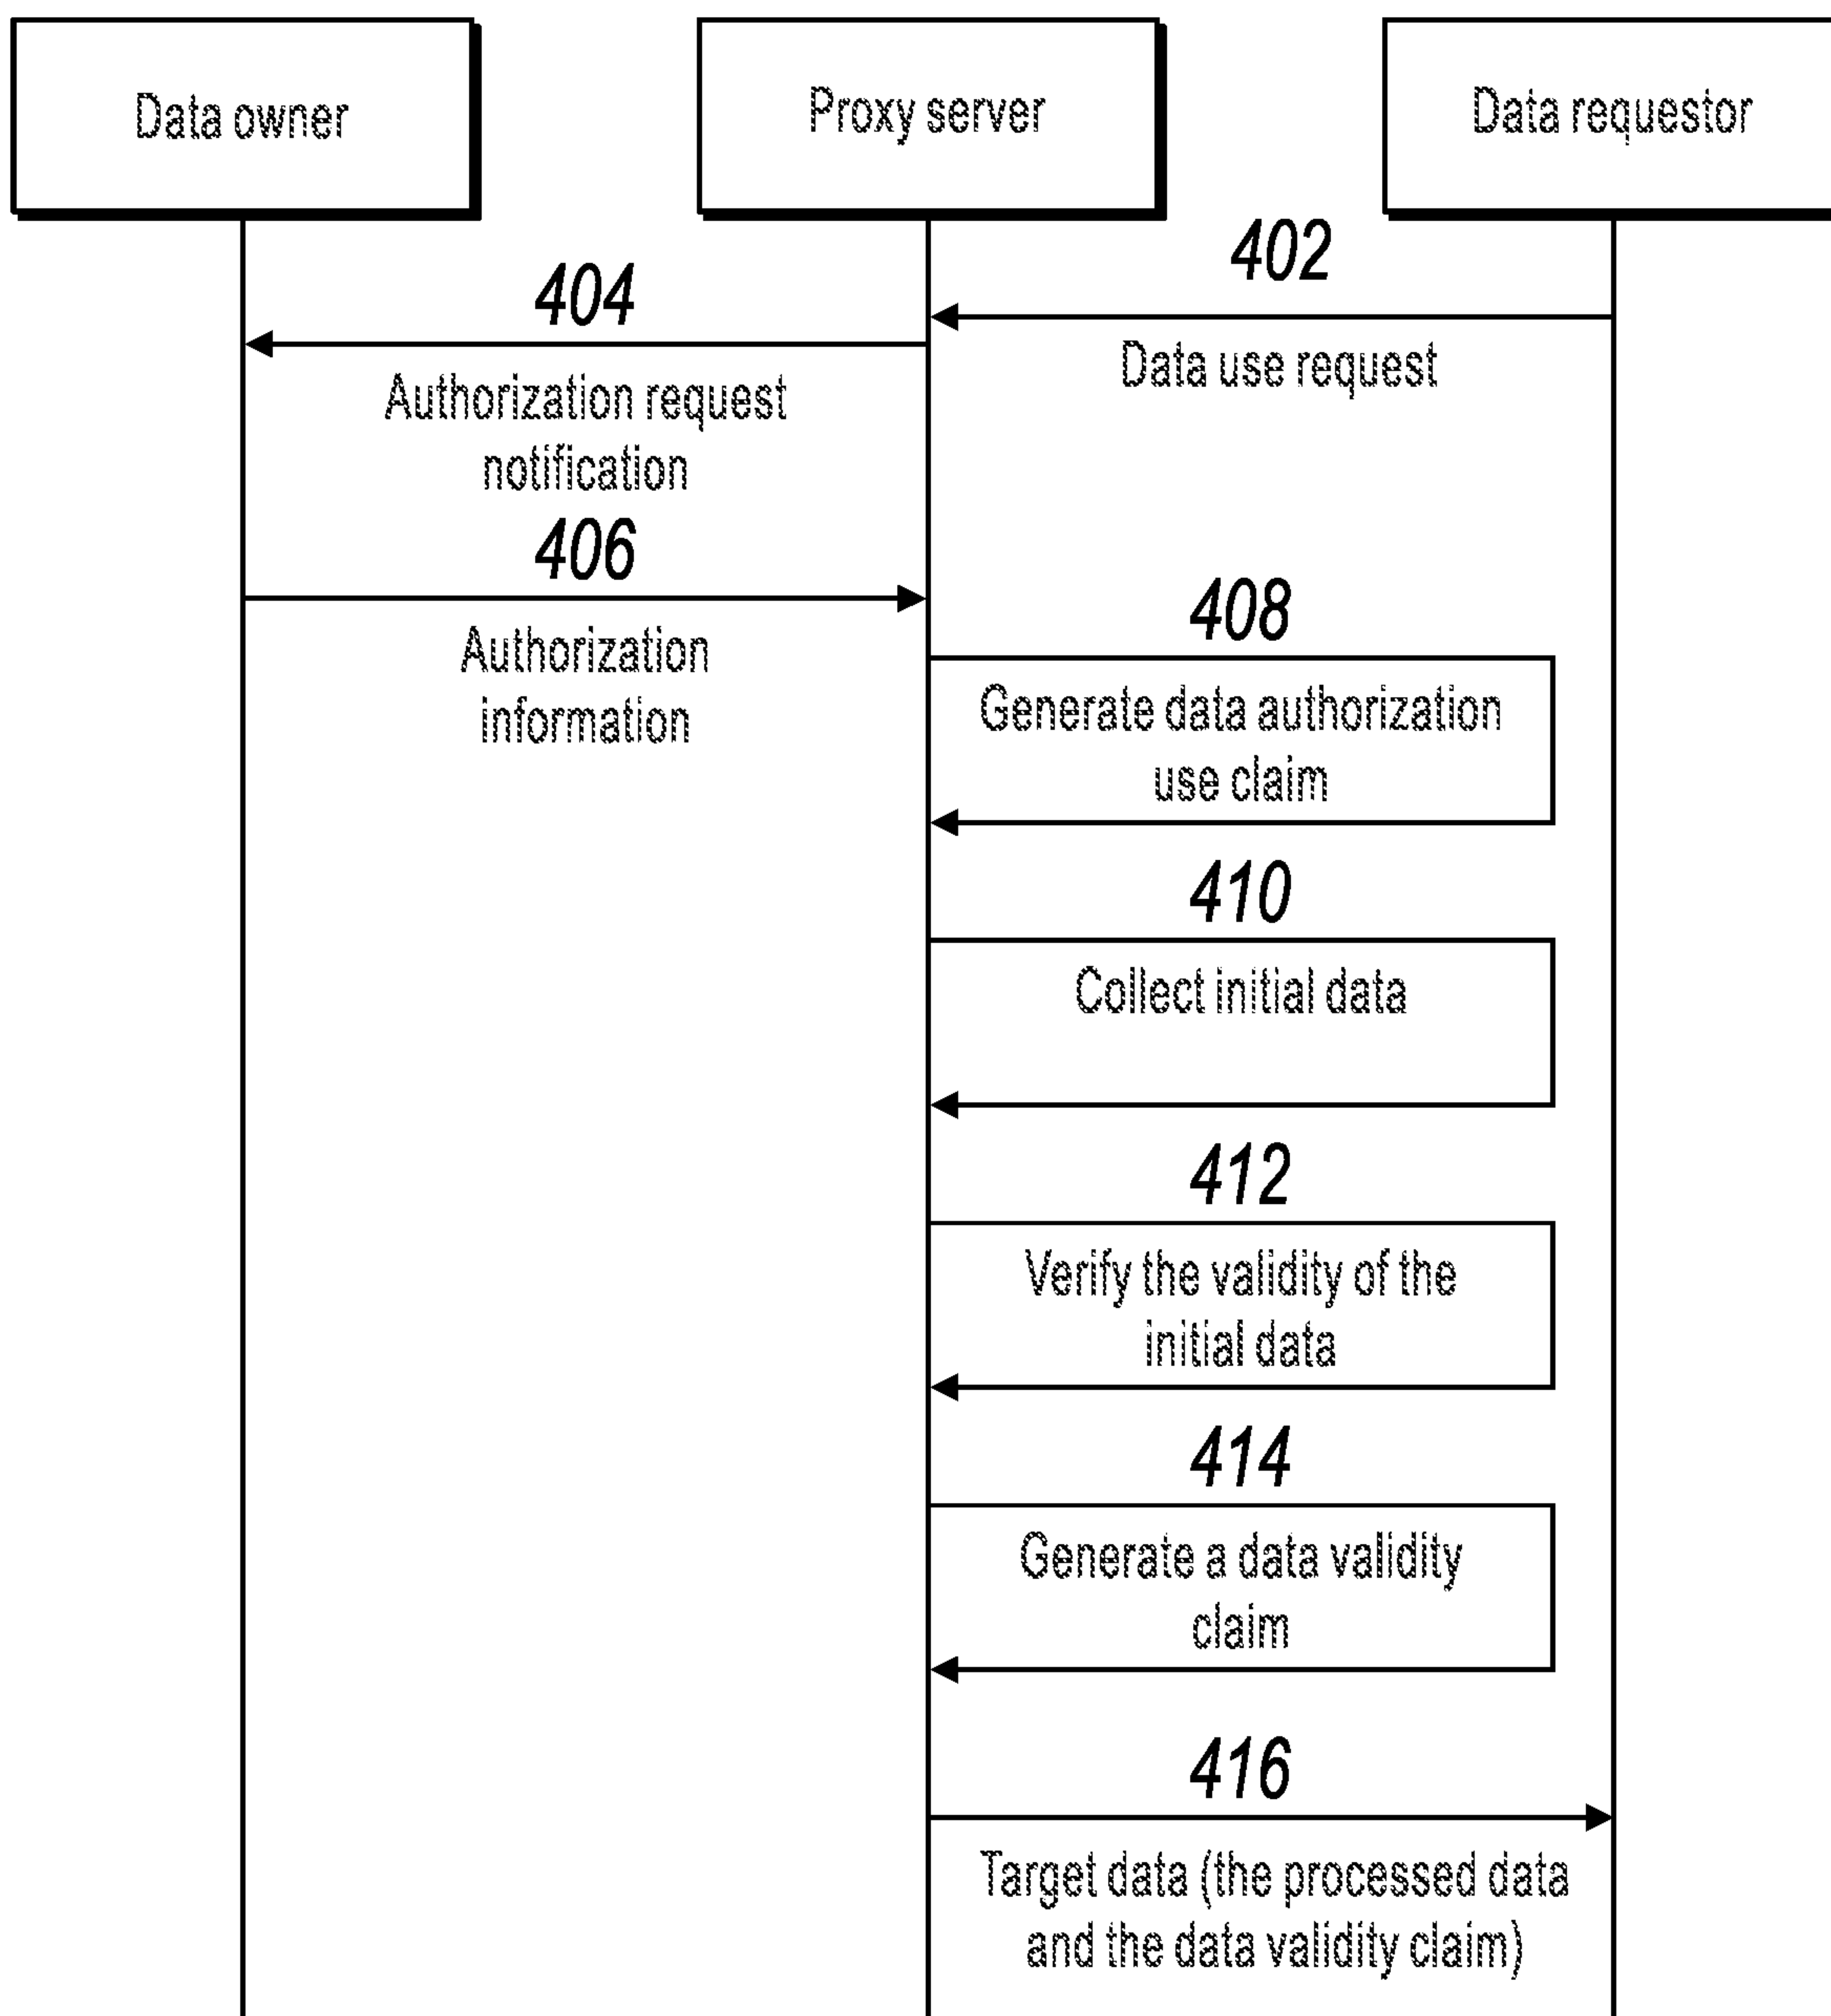 Data owner
Proxy server
Data requestor
402
Data use request
404
Authorization request
notification
406
Authorization
information
408
Generate data authorization
use claim
410
Collect initial data
412
Verify the validity of the
initial data
414
Generate a data validity
claim
416
Target data (the processed data
and the data validity claim)